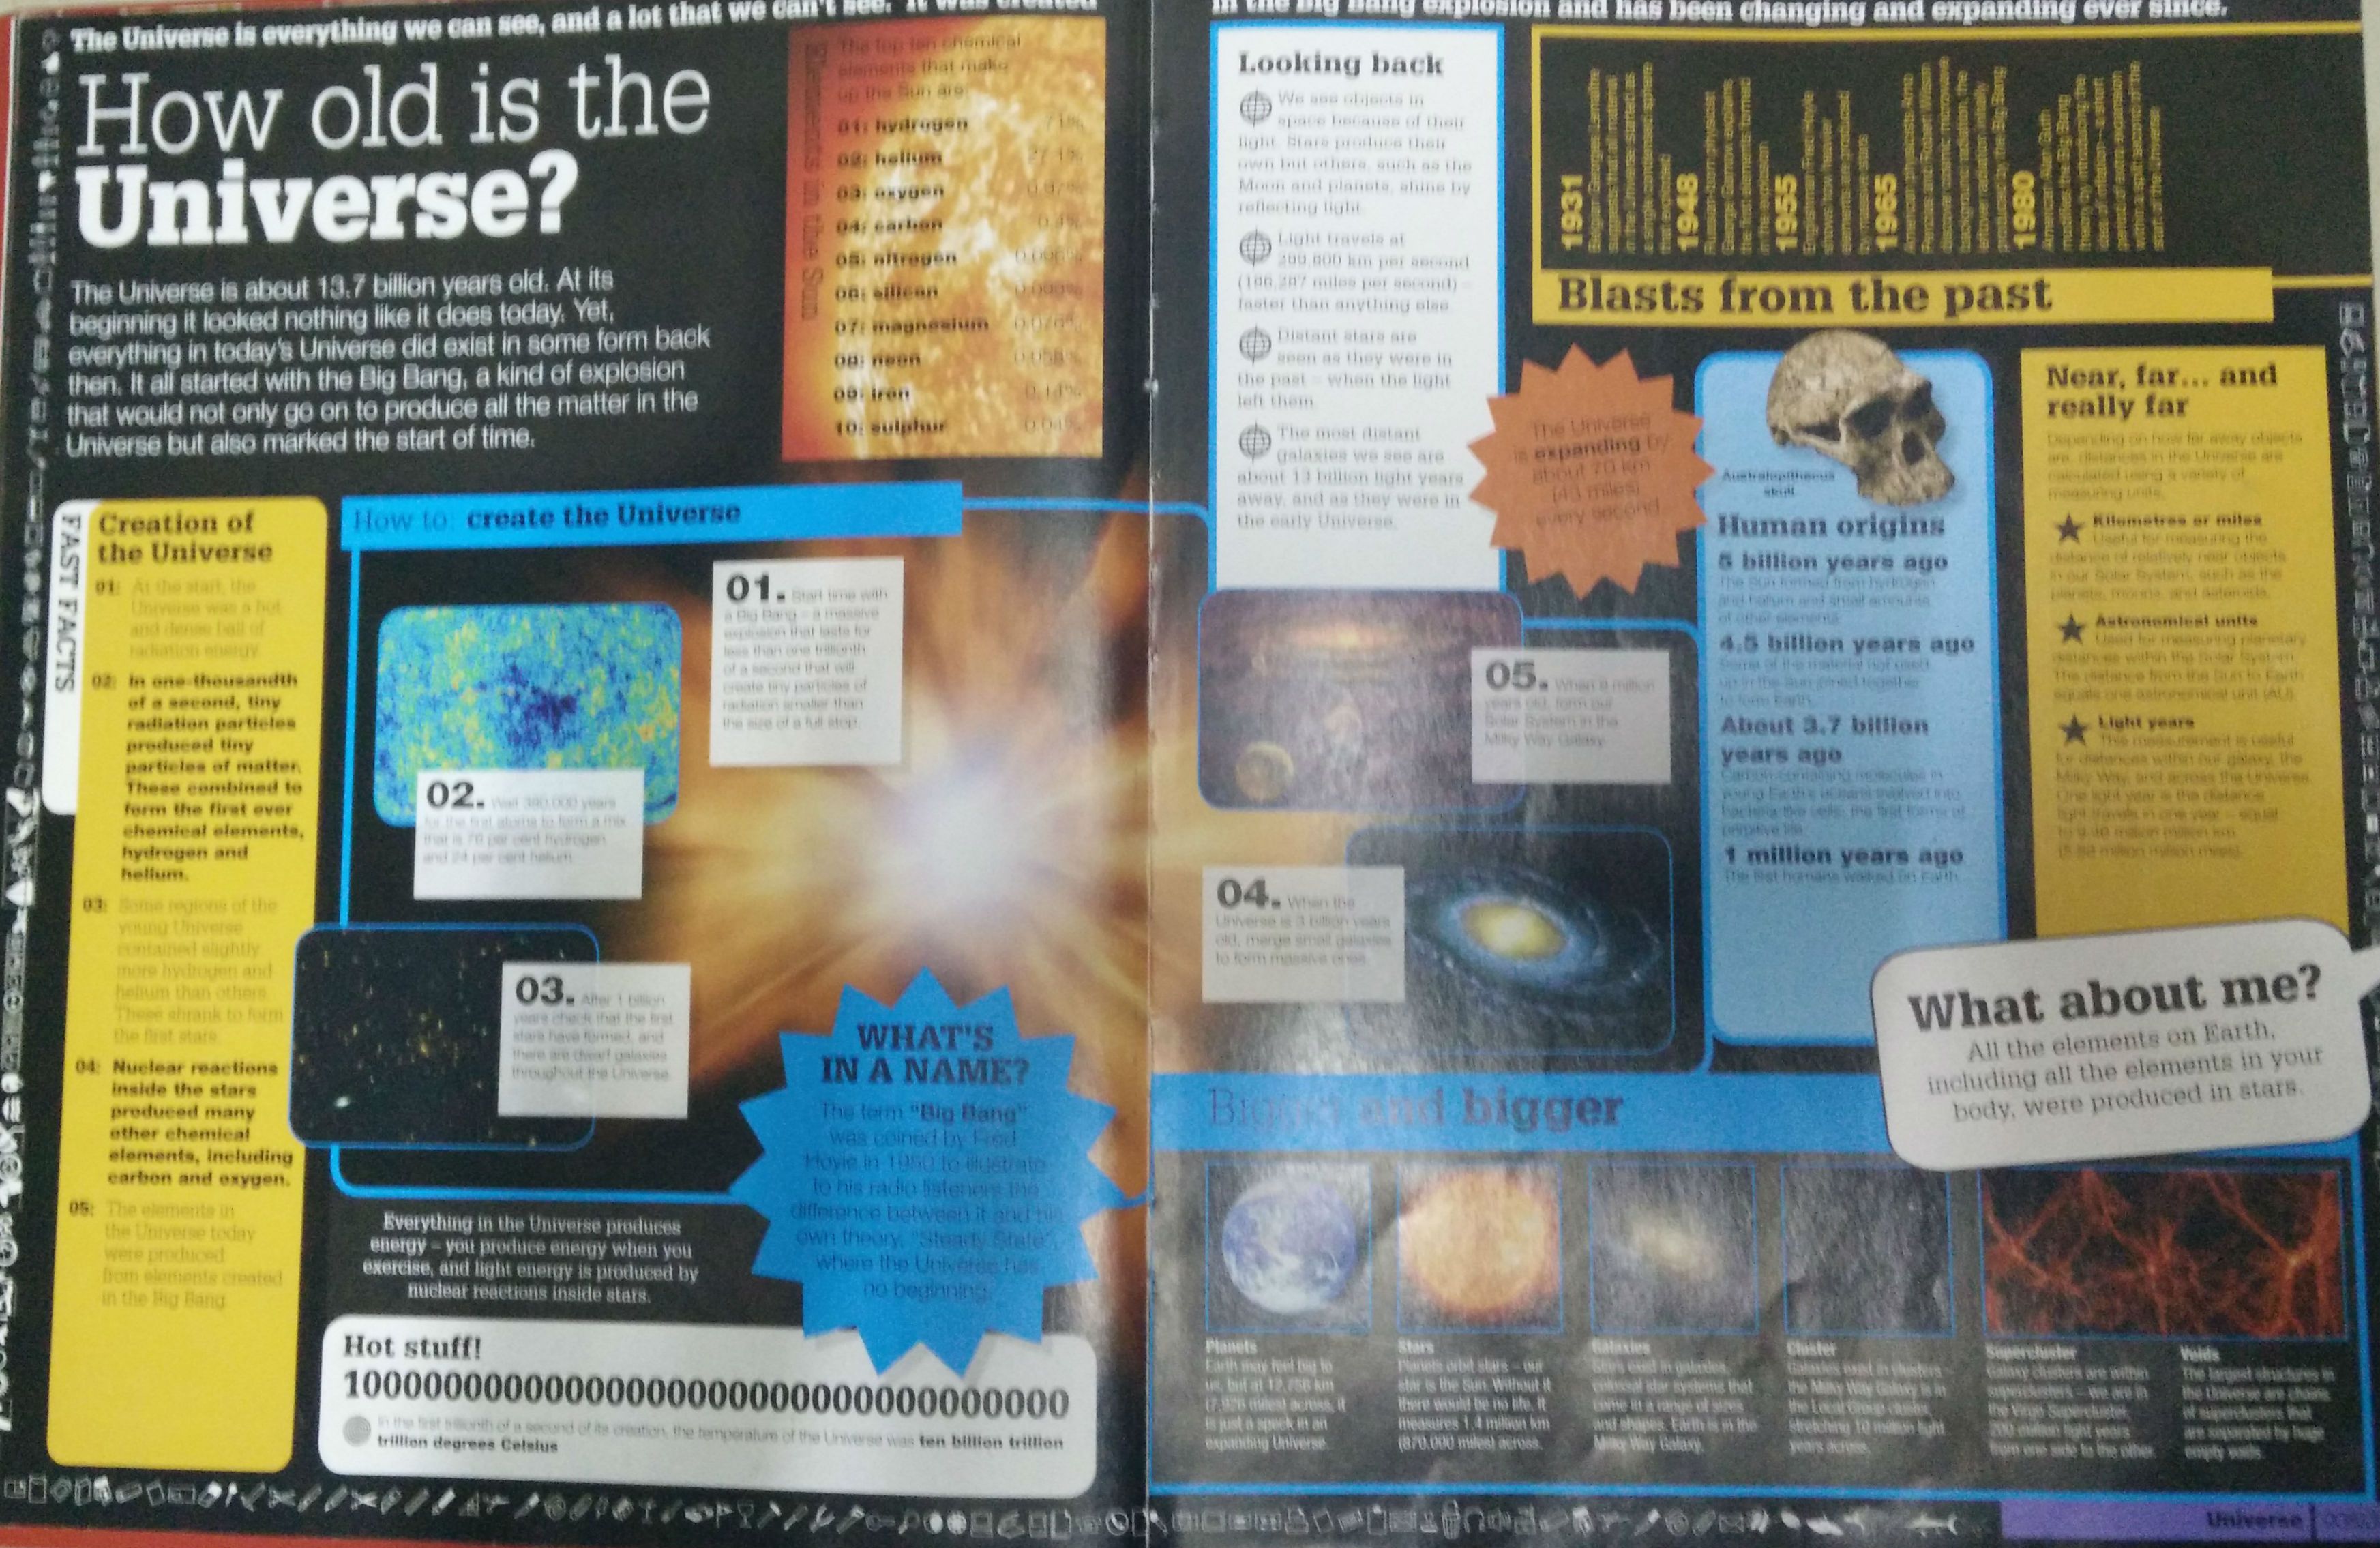 The Universe is everything we can see, and a lot that we can't see. It was created
in the Big Bang explosion and has been changing and expanding ever since.
How old is the
Universe?
The Universe is about 13.7 billion years old. At its
beginning it looked nothing like it does today. Yet,
everything in today's Universe did exist in some form back
then. It all started with the Big Bang, a kind of explosion
that would not only go on to produce all the matter in the
Universe but also marked the start of time.
Elements in the Sun
The top ten chemical
elements that make
up the Sun are:
01: hydrogen 71%
02: helium 27.1%
03: oxygen 0.97%
04: carbon 0.4%
05: nitrogen 0.096%
06: silicon 0.099%
07: magnesium 0.076%
08: neon 0.058%
09: iron 0.14%
10: sulphur 0.04%
FAST FACTS
Creation of
the Universe
01: At the start, the
Universe was a hot
and dense ball of
radiation energy.
02: In one-thousandth
of a second, tiny
radiation particles
produced tiny
particles of matter.
These combined to
form the first ever
chemical elements,
hydrogen and
helium.
03: Some regions of the
young Universe
contained slightly
more hydrogen and
helium than others.
These shrank to form
the first stars.
04: Nuclear reactions
inside the stars
produced many
other chemical
elements, including
carbon and oxygen.
05: The elements in
the Universe today
were produced
from elements created
in the Big Bang.
How to: create the Universe
01. Start time with
a Big Bang – a massive
explosion that lasts for
less than one trillionth
of a second that will
create tiny particles of
radiation smaller than
the size of a full stop.
02. Wait 380,000 years
for the first atoms to form a mix
that is 76 per cent hydrogen
and 24 per cent helium.
03. After 1 billion
years check that the first
stars have formed, and
there are dwarf galaxies
throughout the Universe.
04. When the
Universe is 3 billion years
old, merge small galaxies
to form massive ones.
05. When 9 billion
years old, form our
Solar System in the
Milky Way Galaxy.
WHAT'S
IN A NAME?
The term "Big Bang"
was coined by Fred
Hoyle in 1950 to illustrate
to his radio listeners the
difference between it and his
own theory, "Steady State",
where the Universe has
no beginning.
Everything in the Universe produces
energy – you produce energy when you
exercise, and light energy is produced by
nuclear reactions inside stars.
Hot stuff!
In the first trillionth of a second of its creation, the temperature of the Universe was ten billion trillion
trillion degrees Celsius
Looking back
We see objects in
space because of their
light. Stars produce their
own but others, such as the
Moon and planets, shine by
reflecting light.
Light travels at
299,800 km per second
(186,287 miles per second) –
faster than anything else
Distant stars are
seen as they were in
the past – when the light
left them.
The most distant
galaxies we see are
about 13 billion light years
away, and as they were in
the early Universe.
1931
1948
1955
1965
1980
Blasts from the past
The Universe
is expanding by
about 70 km
(43 miles)
every second
Australopithecus
skull
Human origins
5 billion years ago
The Sun formed from hydrogen
and helium and small amounts
of other elements.
4.5 billion years ago
Some of the material not used
up in the Sun joined together
to form Earth.
About 3.7 billion
years ago
Carbon-containing molecules in
young Earth's oceans evolved into
bacteria-like cells, the first forms of
primitive life.
1 million years ago
The first humans walked on Earth.
Near, far... and
really far
Depending on how far away objects
are, distances in the Universe are
calculated using a variety of
measuring units.
Kilometres or miles
Useful for measuring the
distance of relatively near objects
in our Solar System, such as the
planets, moons, and asteroids.
Astronomical units
Used for measuring planetary
distances within the Solar System.
The distance from the Sun to Earth
equals one astronomical unit (AU).
Light years
This measurement is useful
for distances within our galaxy, the
Milky Way, and across the Universe.
One light year is the distance
light travels in one year – equal
to 9.46 million million km
(5.88 million million miles).
What about me?
All the elements on Earth,
including all the elements in your
body, were produced in stars.
and bigger
Planets
Earth may feel big to
us, but at 12,756 km
(7,926 miles) across, it
is just a speck in an
expanding Universe.
Stars
Planets orbit stars – our
star is the Sun. Without it
there would be no life. It
measures 1.4 million km
(870,000 miles) across.
Galaxies
Stars exist in galaxies,
colossal star systems that
come in a range of sizes
and shapes. Earth is in the
Milky Way Galaxy.
Cluster
Galaxies exist in clusters –
the Milky Way Galaxy is in
the Local Group cluster,
stretching 10 million light
years across.
Supercluster
Galaxy clusters are within
superclusters – we are in
the Virgo Supercluster,
200 million light years
from one side to the other.
Voids
The largest structures in
the Universe are chains
of superclusters that
are separated by huge
empty voids.
Universe